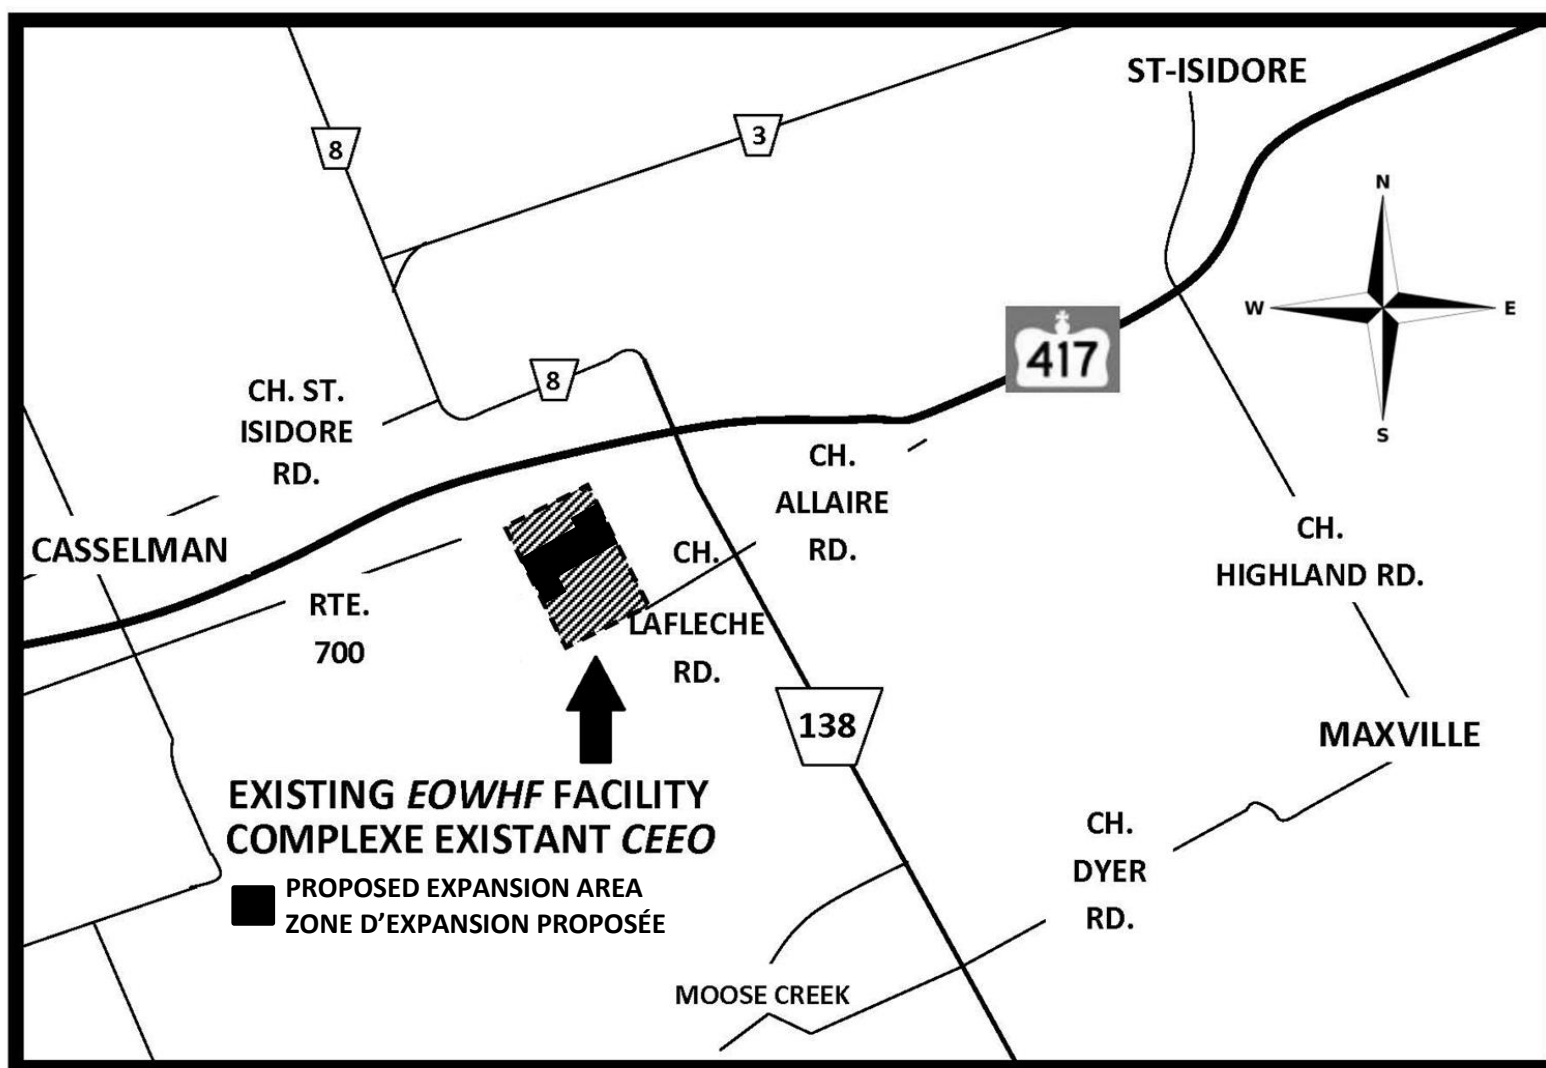 ST-ISIDORE
8
3
N
W
E
S
417
8
CH. ST.
ISIDORE
RD.
CH.
ALLAIRE
RD.
CASSELMAN
CH.
LAFLECHE
RD.
CH.
HIGHLAND RD.
RTE.
700
138
MAXVILLE
EXISTING EOWHF FACILITY
COMPLEXE EXISTANT CEEO
PROPOSED EXPANSION AREA
ZONE D’EXPANSION PROPOSÉE
CH.
DYER
RD.
MOOSE CREEK